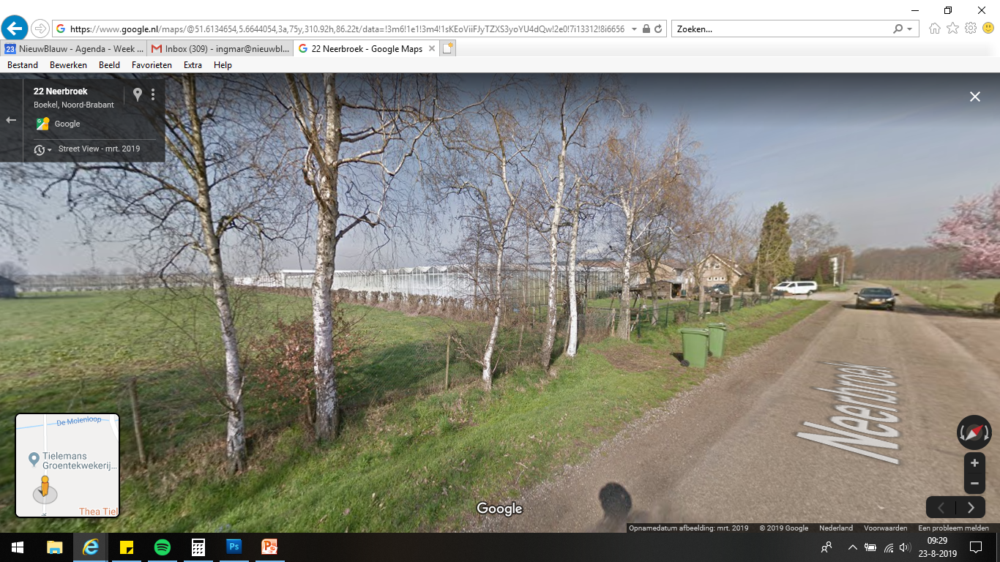 https://www.google.nl/maps/@51.6134654,5.6644054,3a,75y,310.92h,86.22t/data=!3m6!1e1!3m4!1sKEoViiFJyTZXS3yoYU4dQw!2e0!7i13312!8i6656
Zoeken...
23 NieuwBlauw - Agenda - Week ...
Inbox (309) - ingmar@nieuwbl...
22 Neerbroek - Google Maps
Bestand Bewerken Beeld Favorieten Extra Help
22 Neerbroek
Boekel, Noord-Brabant
Google
Street View - mrt. 2019
Neerbroek
De Molenloop
Tielemans
Groentekwekerij...
Thea Tiel
Google
Opnamedatum afbeelding: mrt. 2019 © 2019 Google Nederland Voorwaarden Een probleem melden
Ps
09:29
23-8-2019